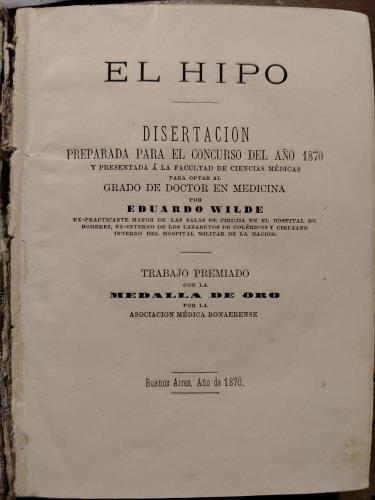 EL HIPO
DISERTACION
PREPARADA PARA EL CONCURSO DEL AÑO 1870
Y PRESENTADA Á LA FACULTAD DE CIENCIAS MÉDICAS
PARA OPTAR AL
GRADO DE DOCTOR EN MEDICINA
POR
EDUARDO WILDE
EX-PRACTICANTE MAYOR DE LAS SALAS DE CIRUJIA EN EL HOSPITAL DE
HOMBRES, EX-INTERNO DE LOS LAZARETOS DE COLÉRICOS Y CIRUJANO
INTERNO DEL HOSPITAL MILITAR DE LA NACION.
TRABAJO PREMIADO
CON LA
MEDALLA DE ORO
POR LA
ASOCIACION MÉDICA BONAERENSE
Buenos Aires, Año de 1870.